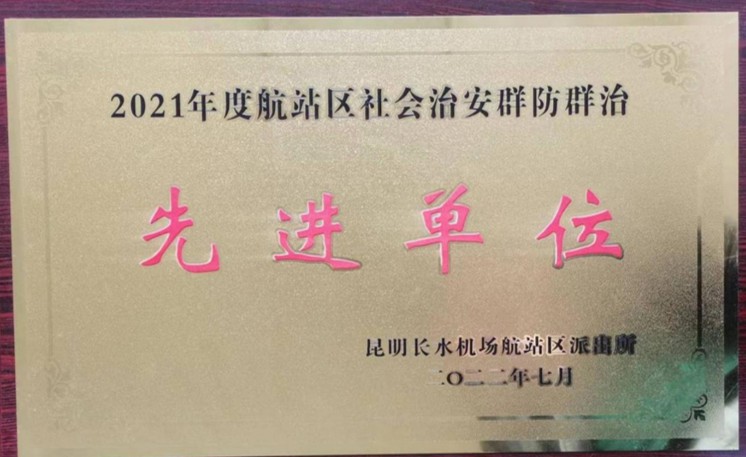 2021年度航站区社会治安群防群治
先进单位
昆明长水机场航站区派出所
二〇二二年七月